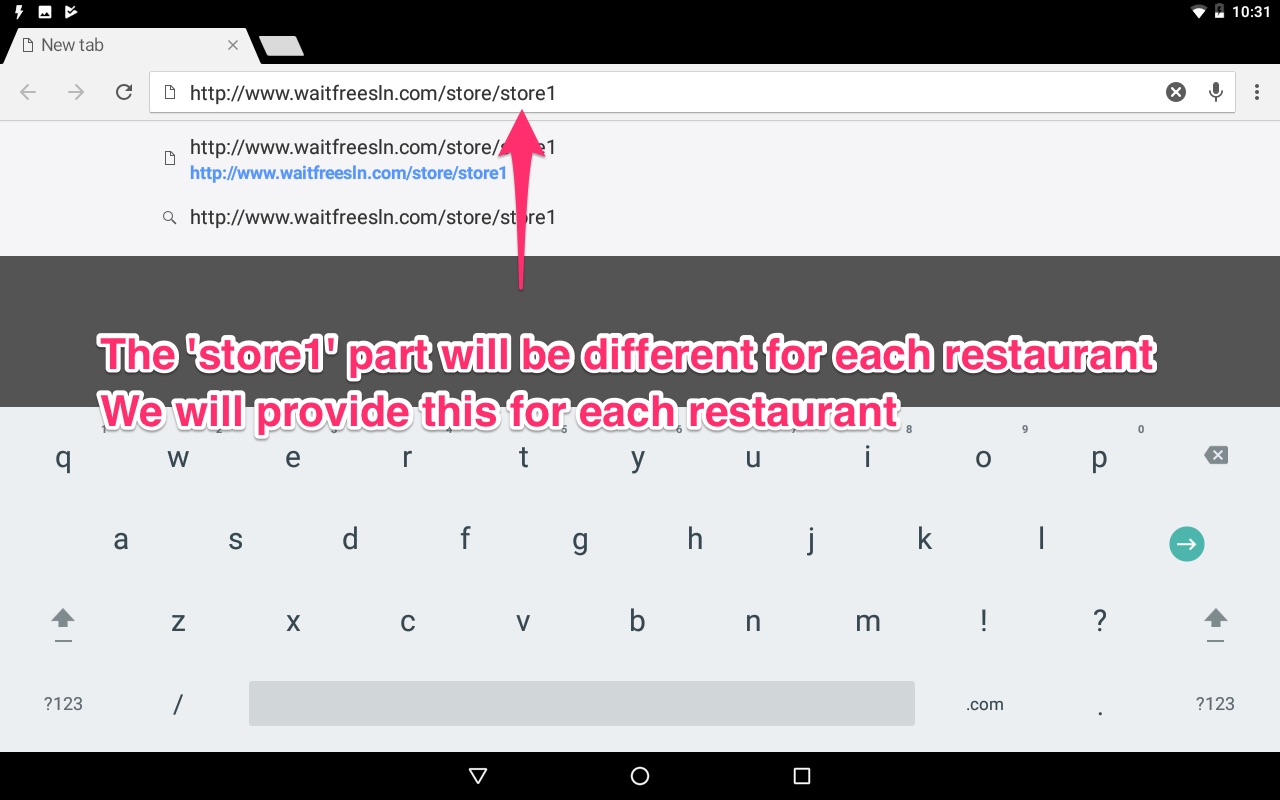 10:31
New tab
http://www.waitfreesln.com/store/store1
http://www.waitfreesln.com/store/store1
http://www.waitfreesln.com/store/store1
http://www.waitfreesln.com/store/store1
The 'store1' part will be different for each restaurant
We will provide this for each restaurant
1 2 3 4 5 6 7 8 9 0
q w e r t y u i o p
a s d f g h j k l
z x c v b n m ! ?
?123 / .com . ?123